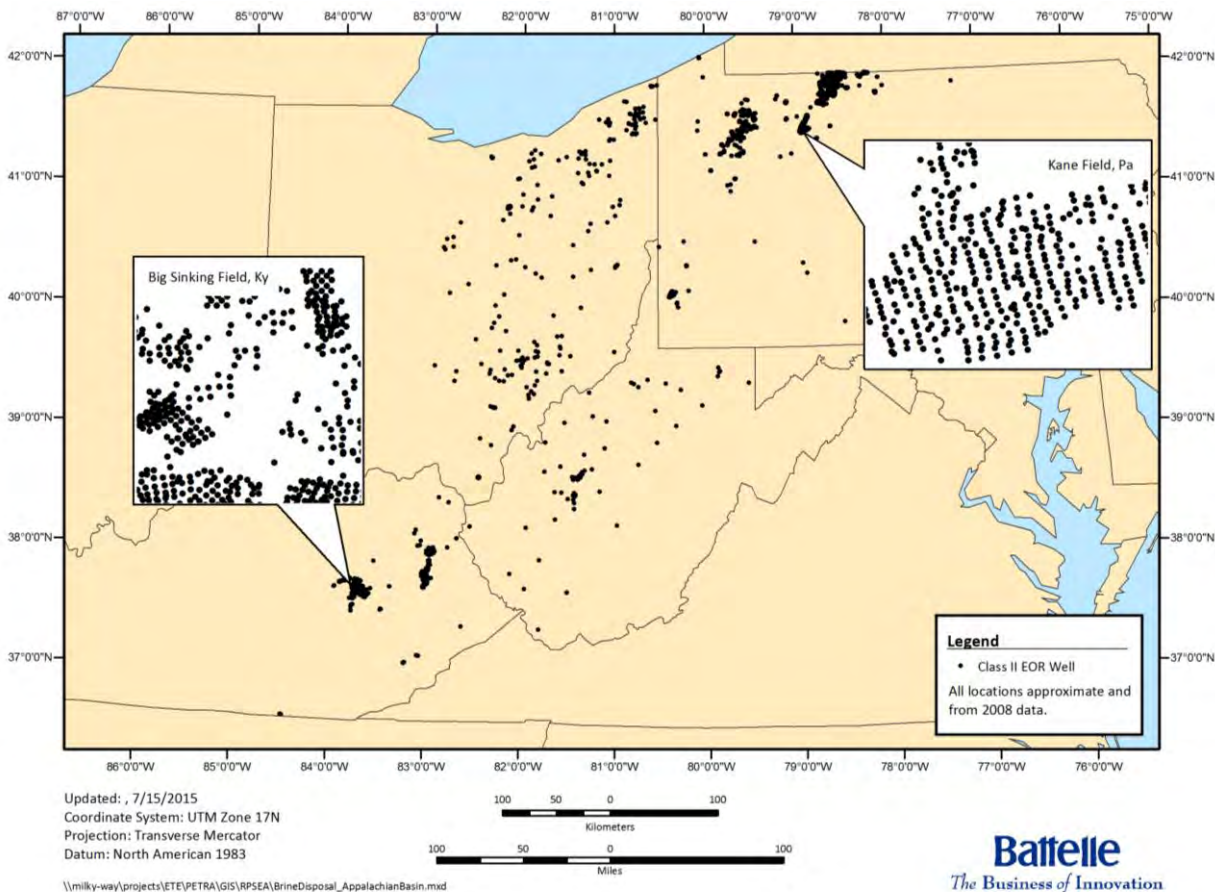 87°0'0"W 86°0'0"W 85°0'0"W 84°0'0"W 83°0'0"W 82°0'0"W 81°0'0"W 80°0'0"W 79°0'0"W 78°0'0"W 77°0'0"W 76°0'0"W 75°0'0"W
42°0'0"N 42°0'0"N
41°0'0"N 41°0'0"N
Kane Field, Pa
Big Sinking Field, Ky
40°0'0"N 40°0'0"N
39°0'0"N 39°0'0"N
38°0'0"N 38°0'0"N
37°0'0"N 37°0'0"N
Legend
Class II EOR Well
All locations approximate and
from 2008 data.
86°0'0"W 85°0'0"W 84°0'0"W 83°0'0"W 82°0'0"W 81°0'0"W 80°0'0"W 79°0'0"W 78°0'0"W 77°0'0"W 76°0'0"W
Updated: , 7/15/2015
Coordinate System: UTM Zone 17N
Projection: Transverse Mercator
Datum: North American 1983
100 50 0 100
Kilometers
100 50 0 100
Miles
\\milky-way\projects\ETE\PETRA\GIS\RPSEA\BrineDisposal_AppalachianBasin.mxd
Battelle
The Business of Innovation